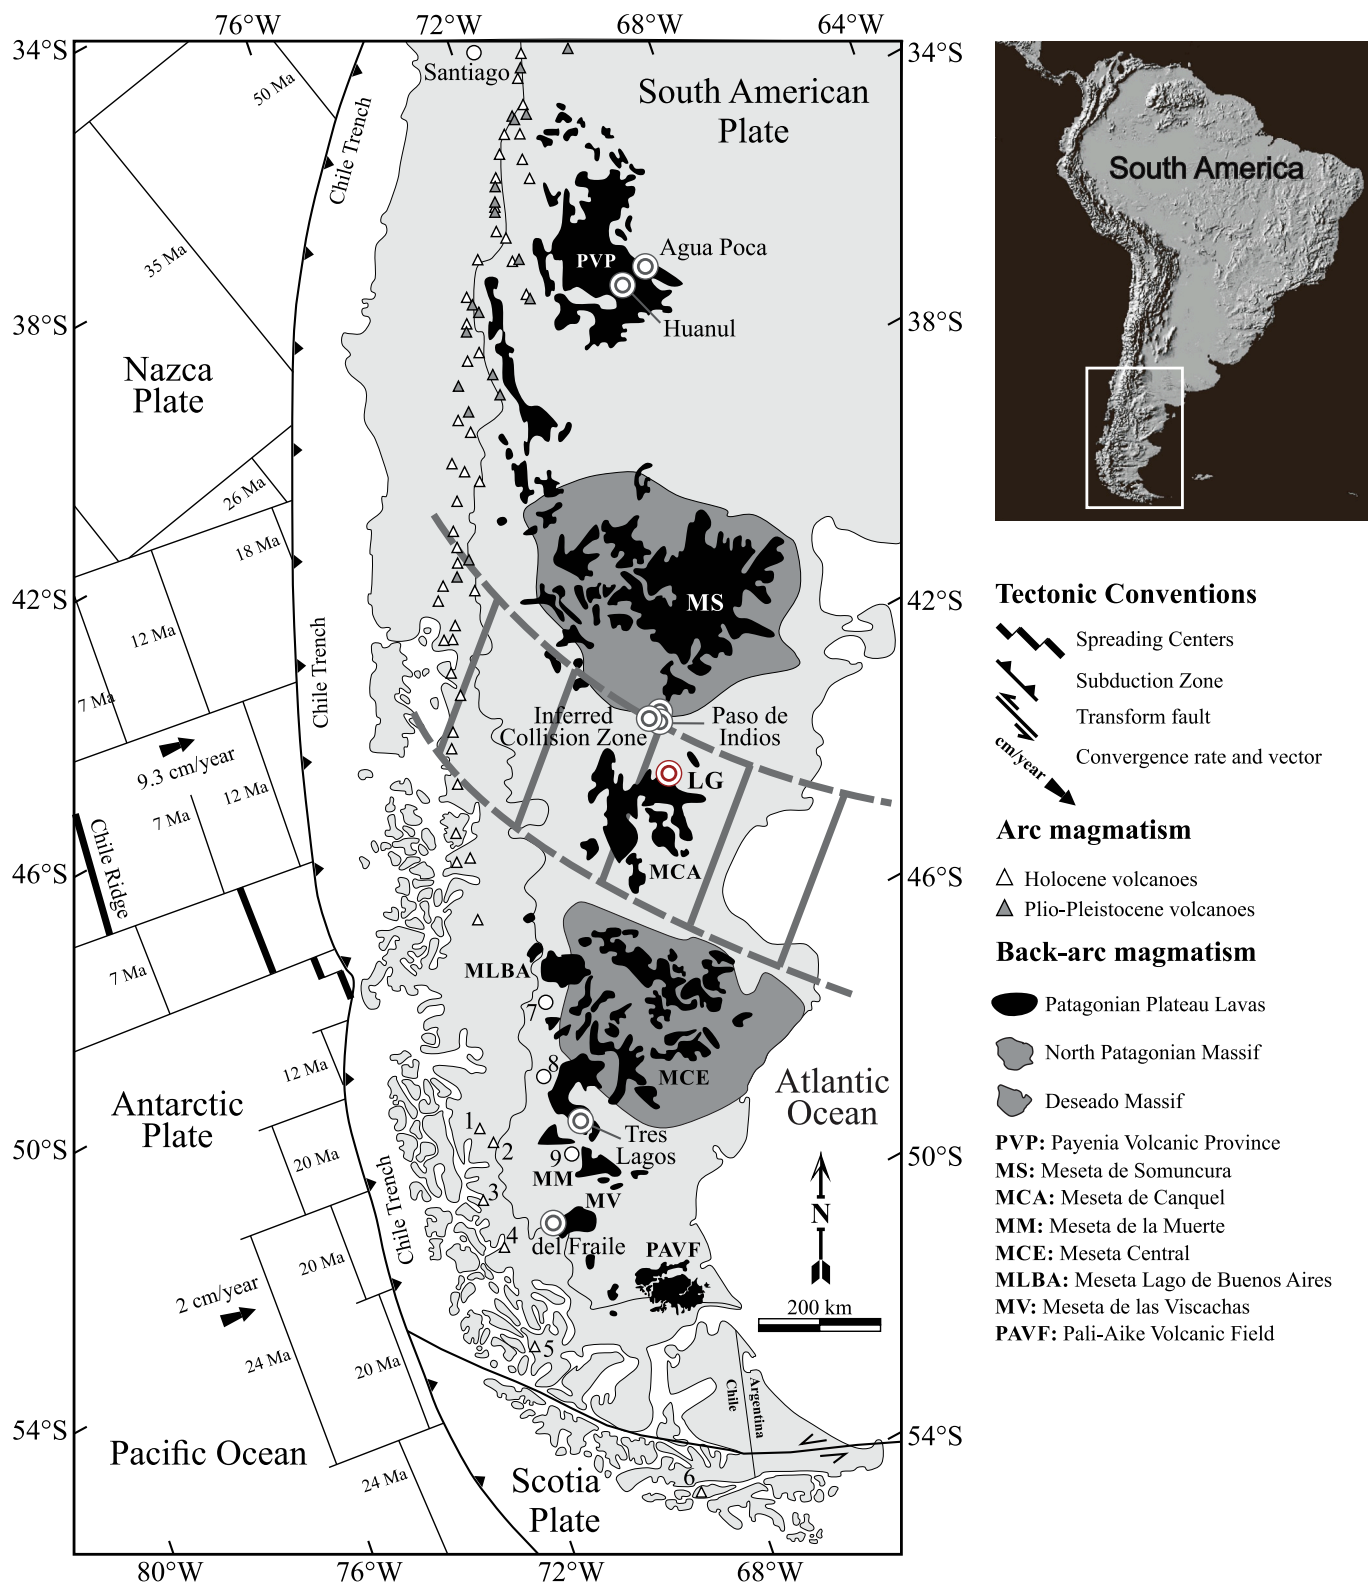 76°W
72°W
68°W
64°W
34°S
34°S
Santiago
South American
Plate
50 Ma
Chile Trench
35 Ma
PVP
Agua Poca
Huanul
38°S
38°S
Nazca
Plate
26 Ma
18 Ma
42°S
42°S
MS
12 Ma
7 Ma
Chile Trench
Inferred
Collision Zone
Paso de
Indios
9.3 cm/year
LG
7 Ma
12 Ma
Chile Ridge
MCA
46°S
46°S
7 Ma
MLBA
7
12 Ma
8
MCE
Atlantic
Ocean
Antarctic
Plate
1
2
Tres
Lagos
50°S
50°S
20 Ma
9
MM
3
MV
N
Chile Trench
4
del Fraile
PAVF
20 Ma
2 cm/year
200 km
24 Ma
20 Ma
5
Chile
Argentina
54°S
54°S
Pacific Ocean
24 Ma
Scotia
Plate
6
80°W
76°W
72°W
68°W
South America
Tectonic Conventions
Spreading Centers
Subduction Zone
Transform fault
cm/year
Convergence rate and vector
Arc magmatism
Holocene volcanoes
Plio-Pleistocene volcanoes
Back-arc magmatism
Patagonian Plateau Lavas
North Patagonian Massif
Deseado Massif
PVP: Payenia Volcanic Province
MS: Meseta de Somuncura
MCA: Meseta de Canquel
MM: Meseta de la Muerte
MCE: Meseta Central
MLBA: Meseta Lago de Buenos Aires
MV: Meseta de las Viscachas
PAVF: Pali-Aike Volcanic Field